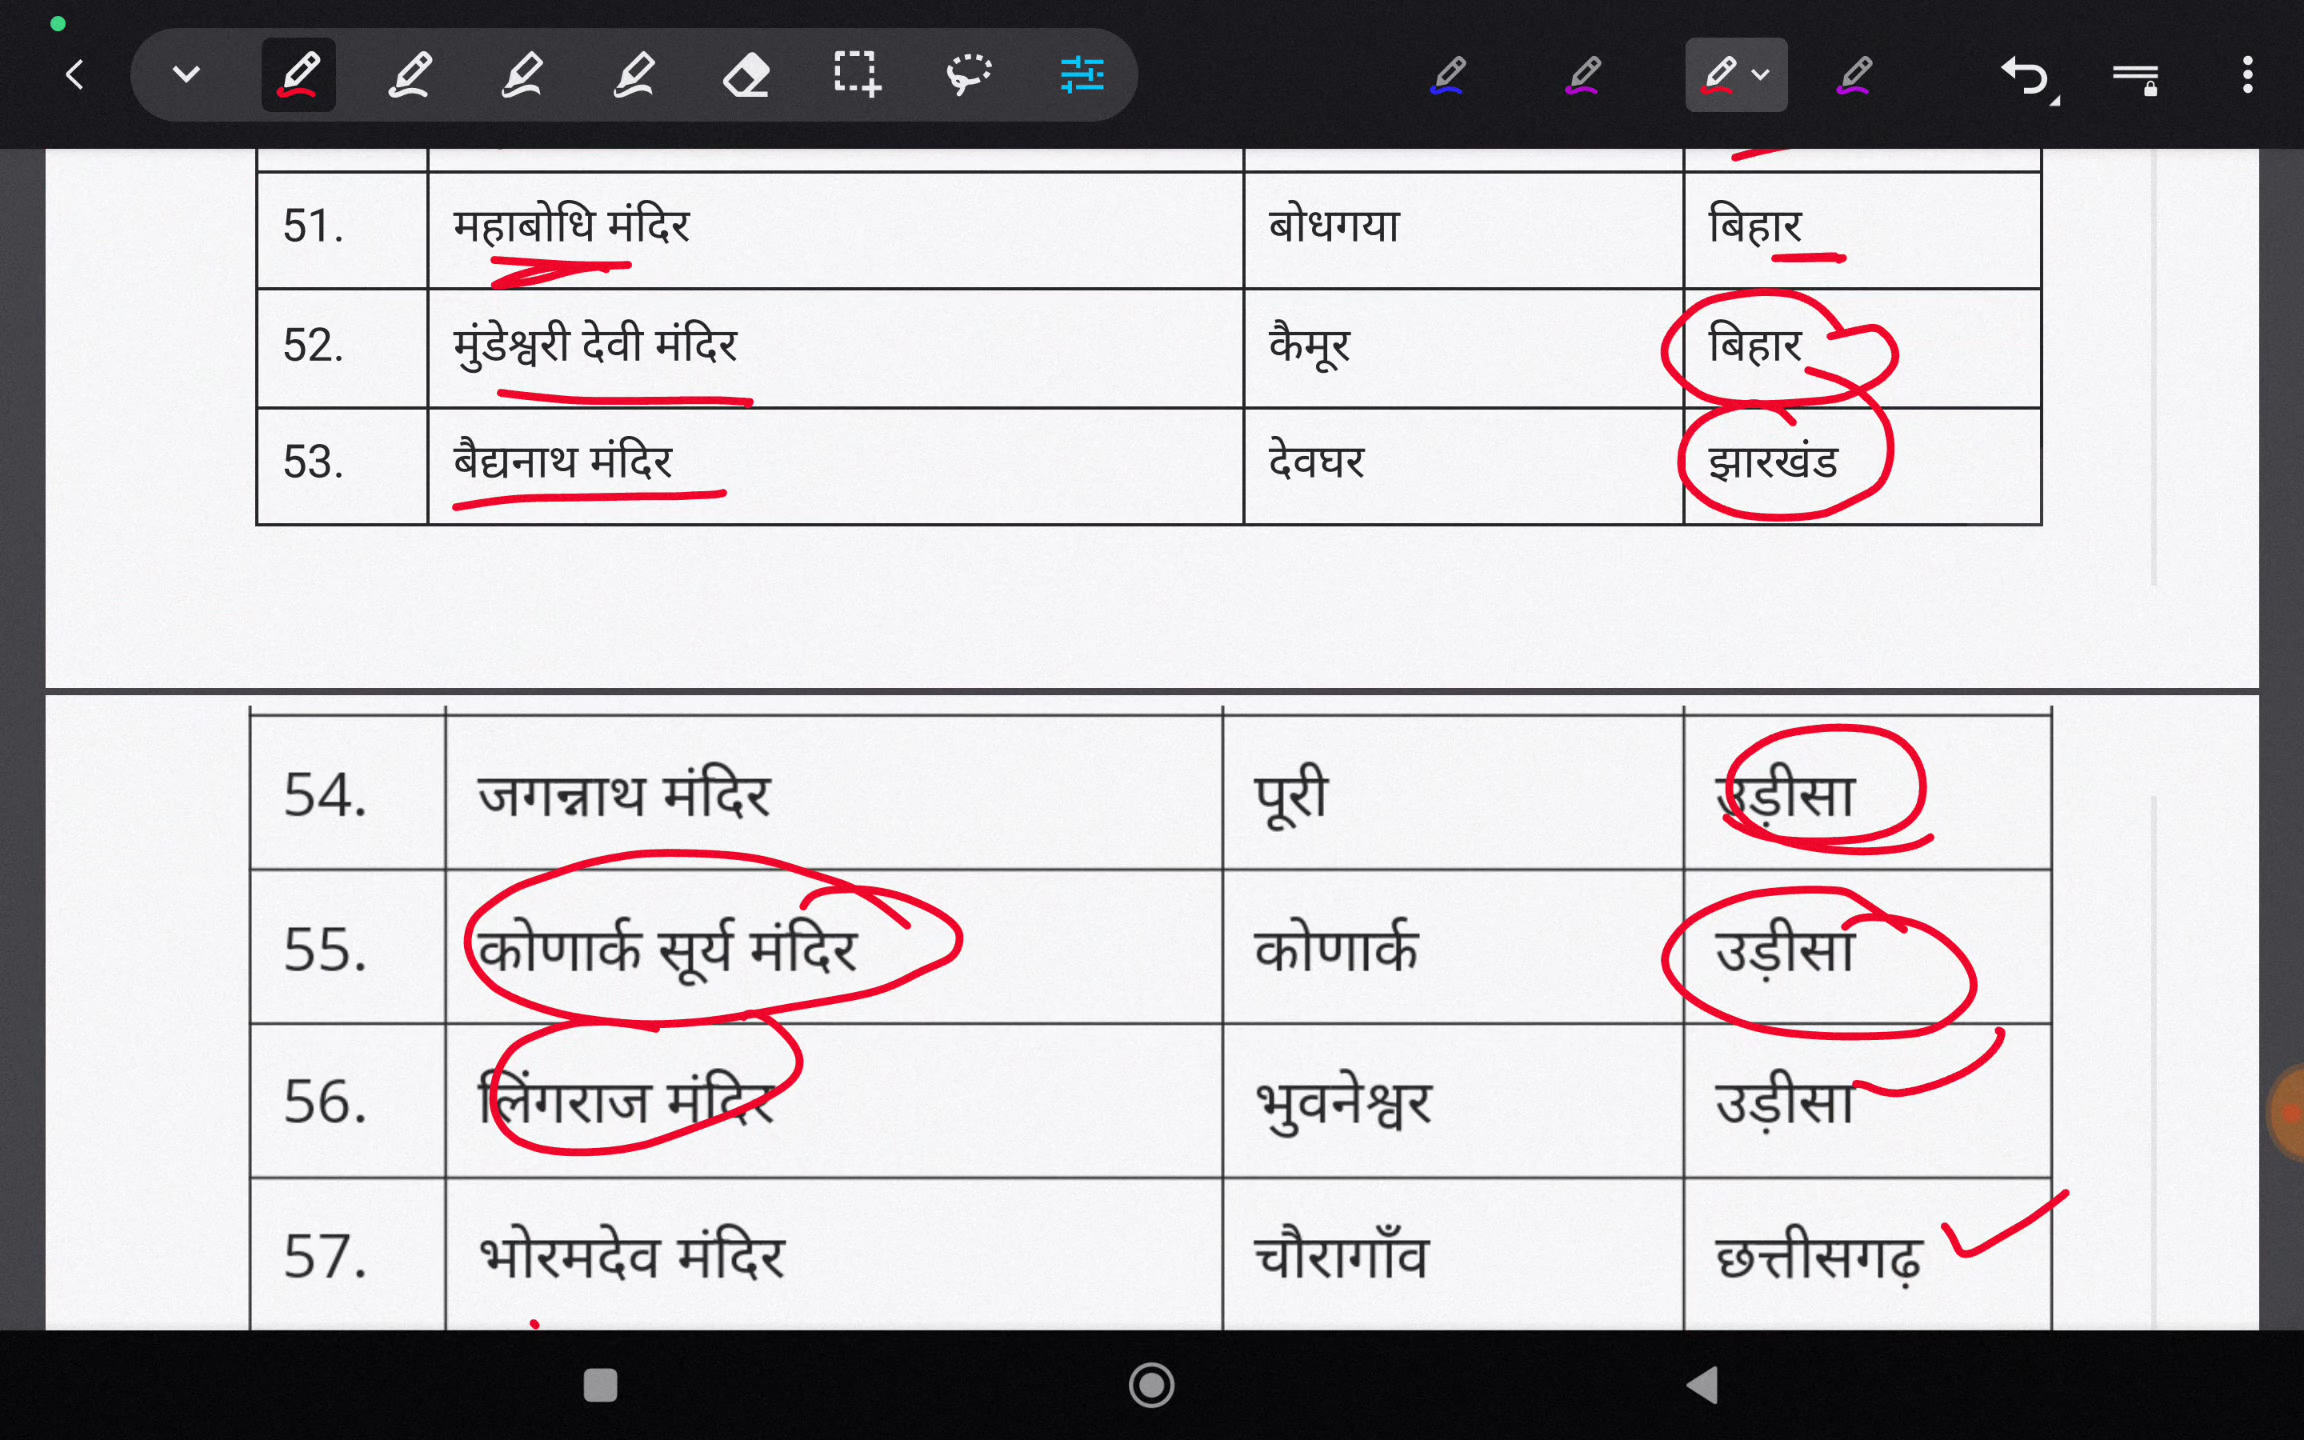 51. महाबोधि मंदिर बोधगया बिहार
52. मुंडेश्वरी देवी मंदिर कैमूर बिहार
53. बैद्यनाथ मंदिर देवघर झारखंड
54. जगन्नाथ मंदिर पूरी उड़ीसा
55. कोणार्क सूर्य मंदिर कोणार्क उड़ीसा
56. लिंगराज मंदिर भुवनेश्वर उड़ीसा
57. भोरमदेव मंदिर चौरागाँव छत्तीसगढ़